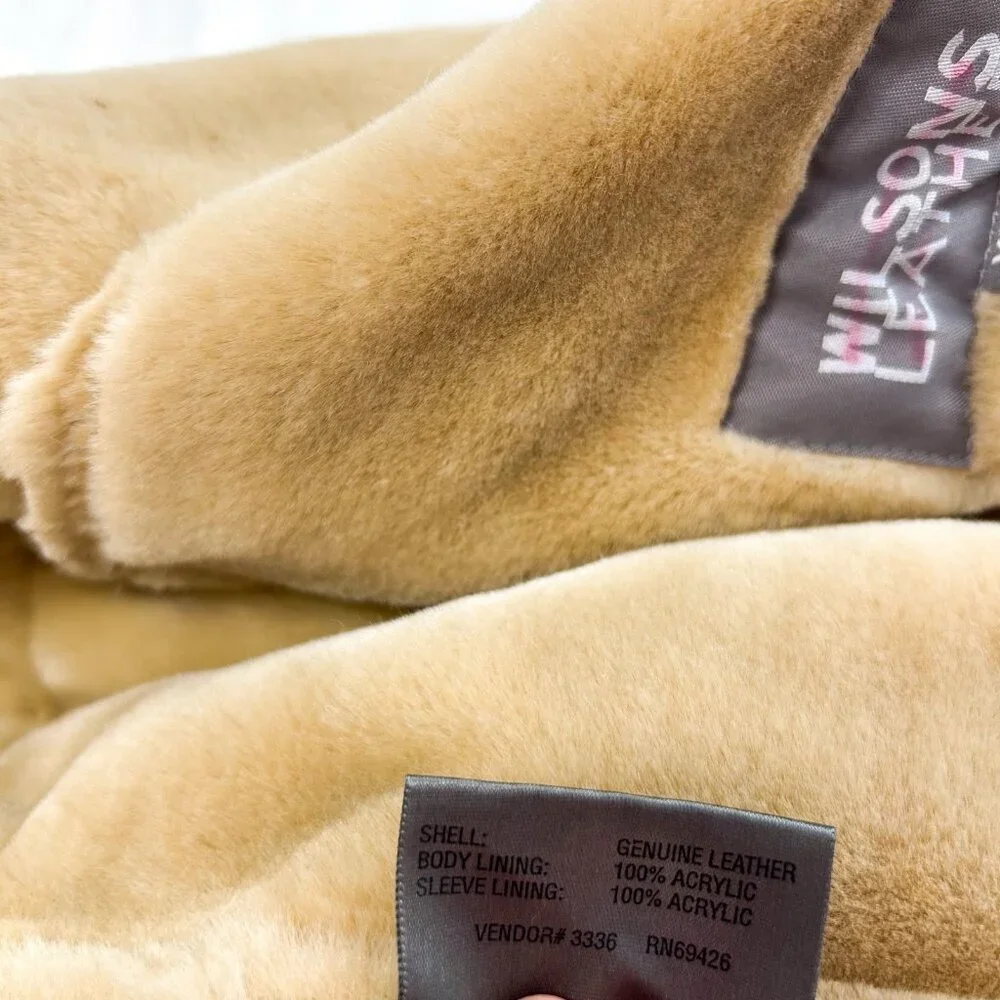 WILSONS
LEATHER
SHELL: GENUINE LEATHER
BODY LINING: 100% ACRYLIC
SLEEVE LINING: 100% ACRYLIC
VENDOR# 3336 RN69426